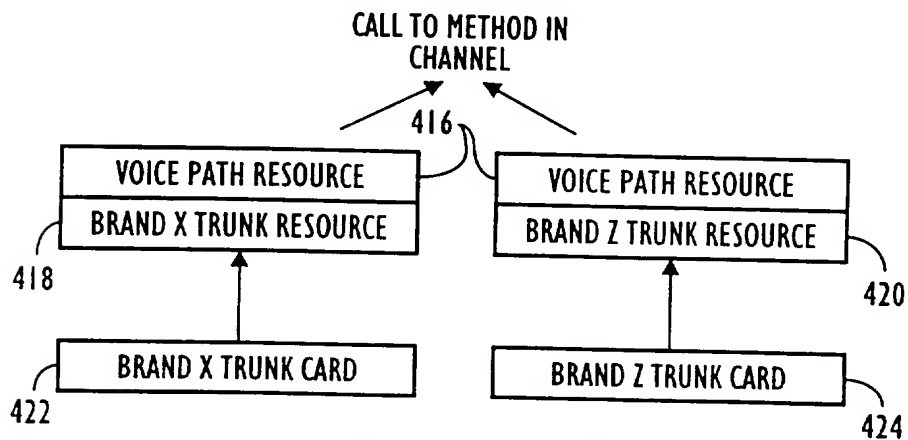 CALL TO METHOD IN
CHANNEL
416
VOICE PATH RESOURCE
VOICE PATH RESOURCE
BRAND X TRUNK RESOURCE
BRAND Z TRUNK RESOURCE
418
420
BRAND X TRUNK CARD
BRAND Z TRUNK CARD
422
424